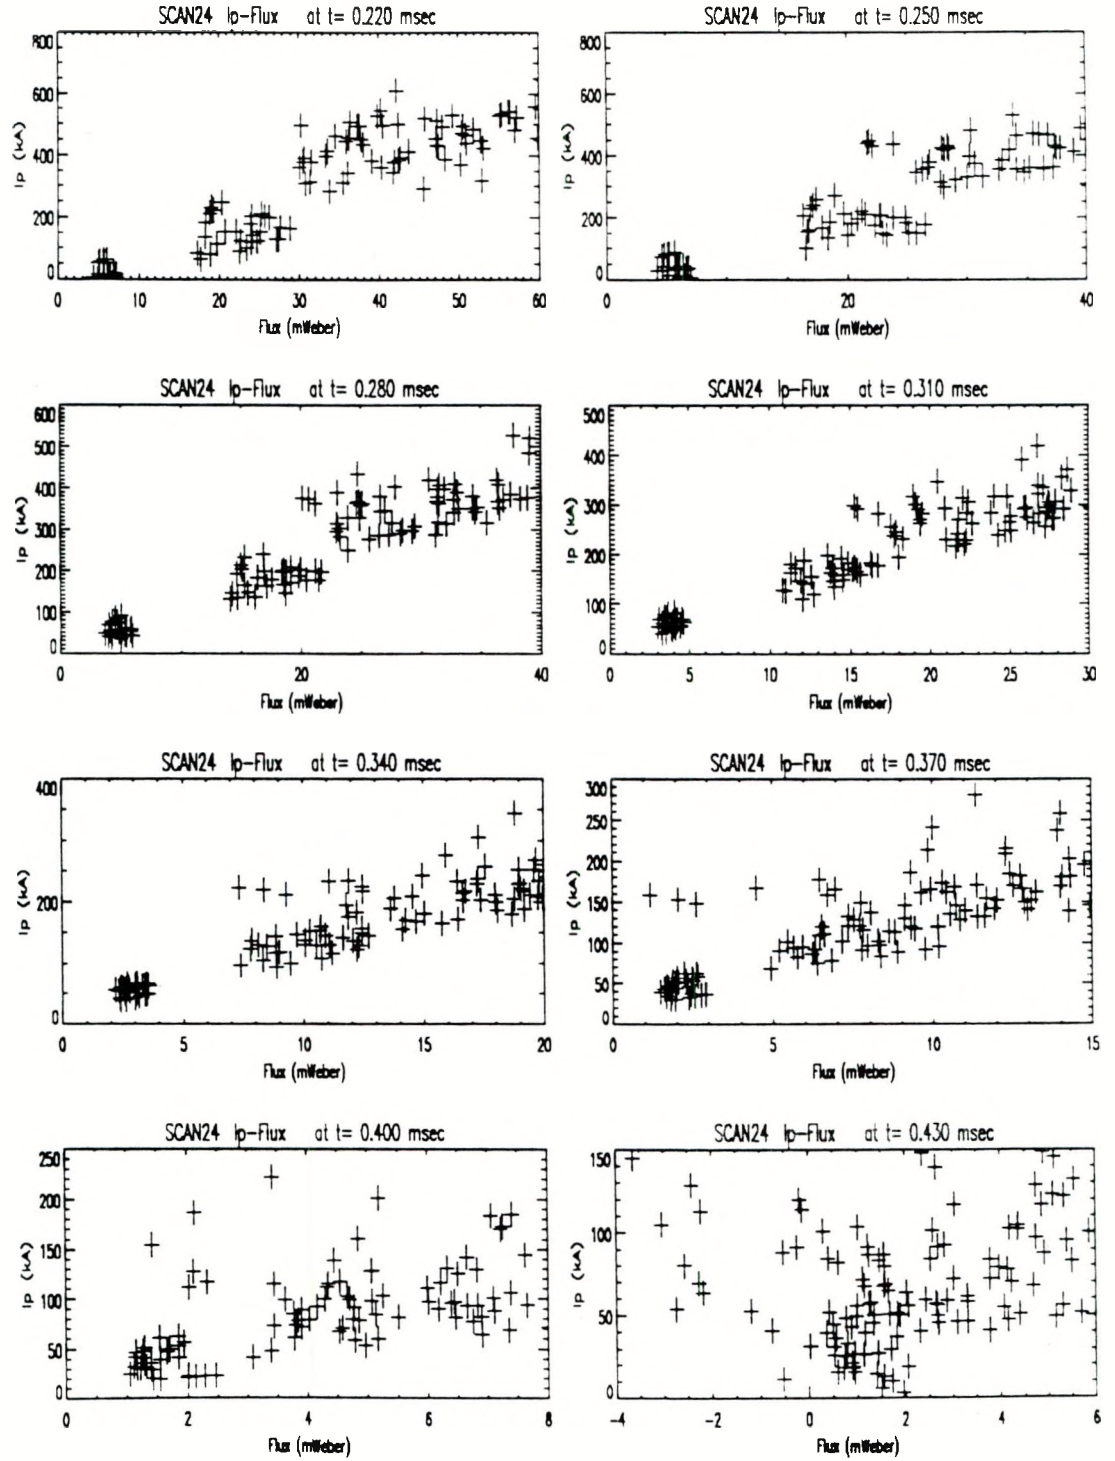 SCAN24 Ip-Flux at t= 0.220 msec
800
600
400
200
0
Ip (kA)
0 10 20 30 40 50 60
Flux (mWeber)
SCAN24 Ip-Flux at t= 0.250 msec
800
600
400
200
0
Ip (kA)
0 20 40
Flux (mWeber)
SCAN24 Ip-Flux at t= 0.280 msec
600
500
400
300
200
100
0
Ip (kA)
0 20 40
Flux (mWeber)
SCAN24 Ip-Flux at t= 0.310 msec
500
400
300
200
100
0
Ip (kA)
0 5 10 15 20 25 30
Flux (mWeber)
SCAN24 Ip-Flux at t= 0.340 msec
400
200
0
Ip (kA)
0 5 10 15 20
Flux (mWeber)
SCAN24 Ip-Flux at t= 0.370 msec
300
250
200
150
100
50
0
Ip (kA)
0 5 10 15
Flux (mWeber)
SCAN24 Ip-Flux at t= 0.400 msec
250
200
150
100
50
0
Ip (kA)
0 2 4 6 8
Flux (mWeber)
SCAN24 Ip-Flux at t= 0.430 msec
150
100
50
0
Ip (kA)
-4 -2 0 2 4 6
Flux (mWeber)